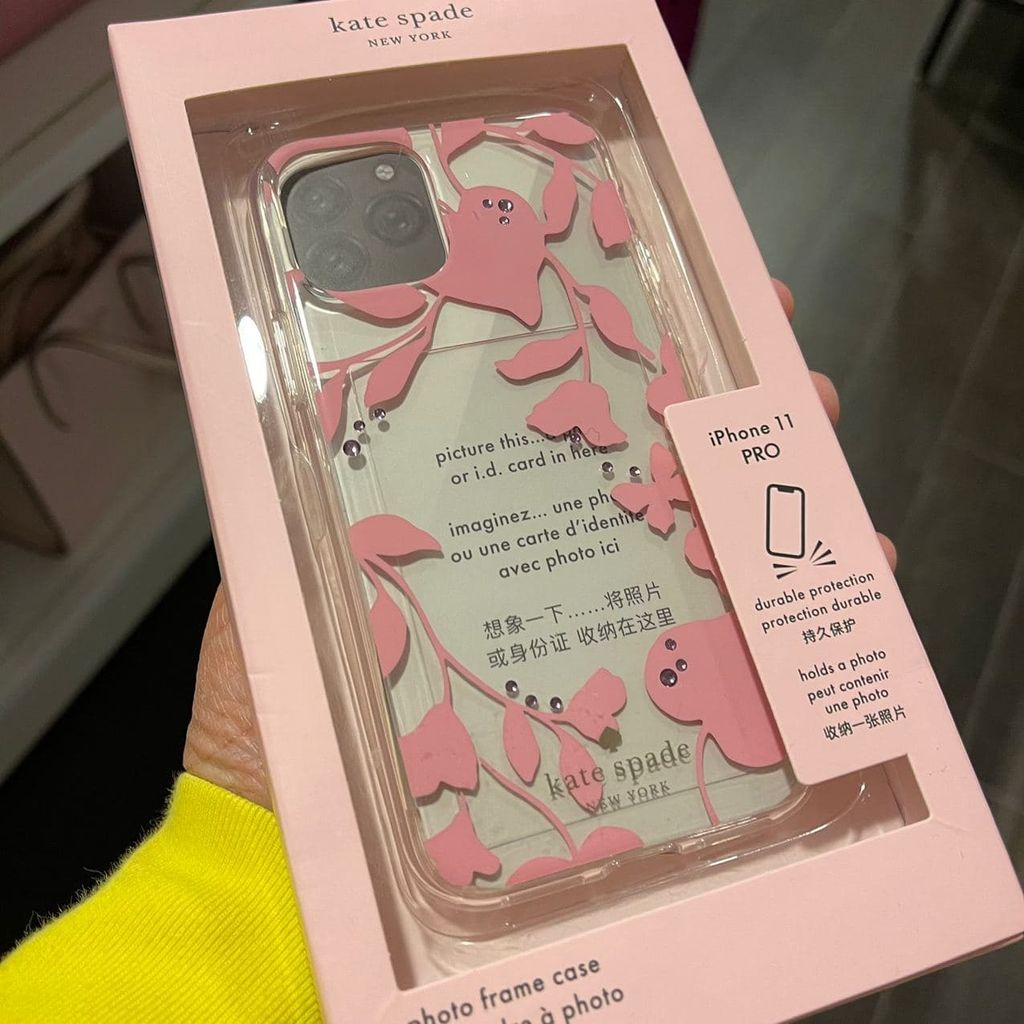 kate spade
NEW YORK
picture this...
or i.d. card in here
imaginez... une
ou une carte d'identité
avec photo ici
想象一下......将照片
或身份证 收纳在这里
kate spade
NEW YORK
iPhone 11
PRO
durable protection
protection durable
持久保护
holds a photo
peut contenir
une photo
收纳一张照片
photo frame case
à photo